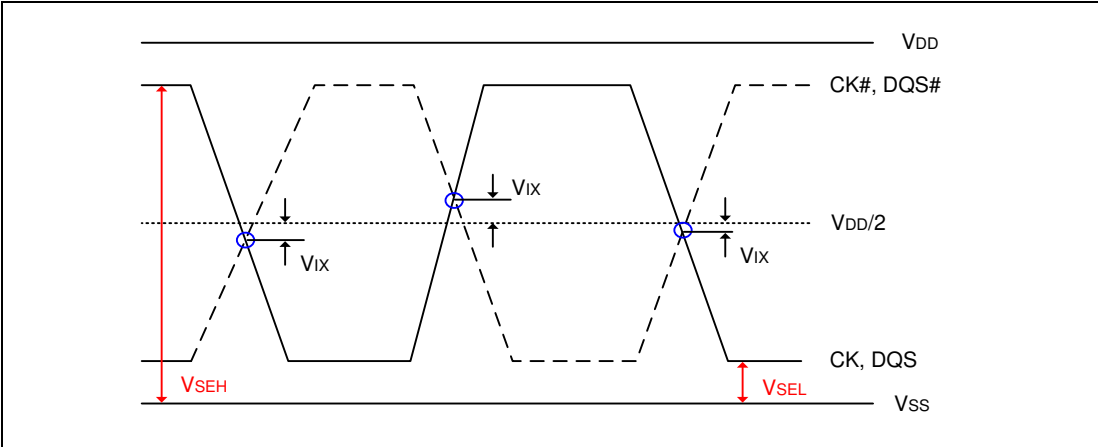 VDD
CK#, DQS#
VIX
VDD/2
VIX
VIX
CK, DQS
VSEH
VSEL
VSS